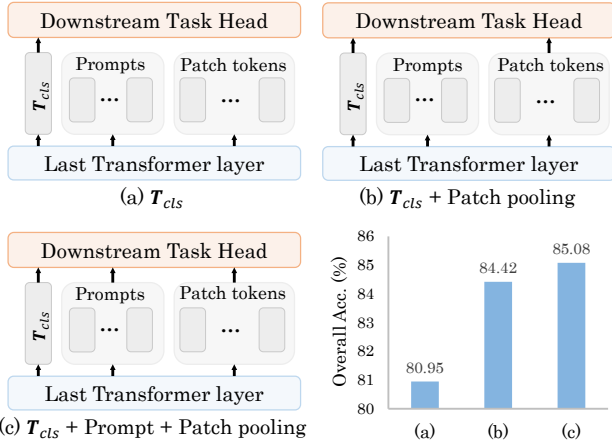 Downstream Task Head
T_cls
Prompts
...
Patch tokens
...
Last Transformer layer
(a) T_cls
Downstream Task Head
T_cls
Prompts
...
Patch tokens
...
Last Transformer layer
(b) T_cls + Patch pooling
Downstream Task Head
T_cls
Prompts
...
Patch tokens
...
Last Transformer layer
(c) T_cls + Prompt + Patch pooling
Overall Acc. (%)
86
85
84
83
82
81
80
80.95
84.42
85.08
(a)
(b)
(c)